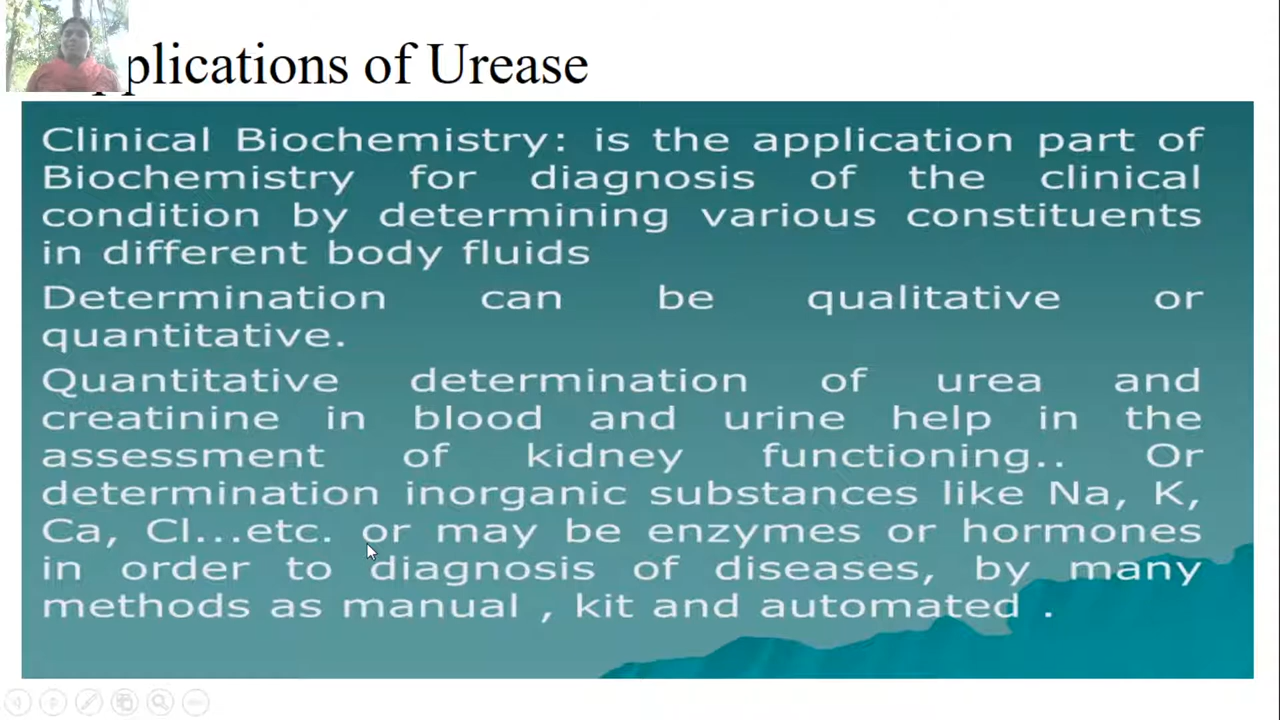 plications of Urease
Clinical Biochemistry: is the application part of
Biochemistry for diagnosis of the clinical
condition by determining various constituents
in different body fluids
Determination can be qualitative or
quantitative.
Quantitative determination of urea and
creatinine in blood and urine help in the
assessment of kidney functioning.. Or
determination inorganic substances like Na, K,
Ca, Cl...etc. or may be enzymes or hormones
in order to diagnosis of diseases, by many
methods as manual , kit and automated .